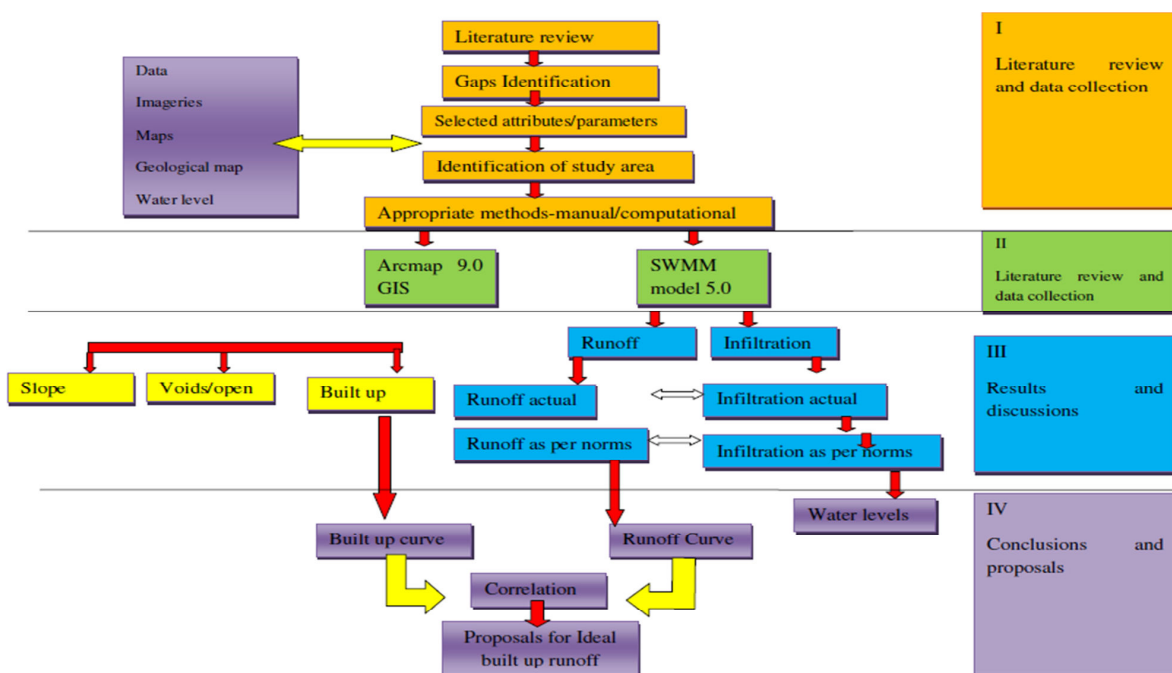 Literature review
Gaps Identification
Selected attributes/parameters
Identification of study area
Appropriate methods-manual/computational
Data
Imageries
Maps
Geological map
Water level
I
Literature review
and data collection
Arcmap 9.0
GIS
SWMM
model 5.0
II
Literature review and
data collection
Runoff
Infiltration
Slope
Voids/open
Built up
Runoff actual
Infiltration actual
Runoff as per norms
Infiltration as per norms
III
Results and
discussions
Water levels
Built up curve
Runoff Curve
Correlation
Proposals for Ideal
built up runoff
IV
Conclusions and
proposals